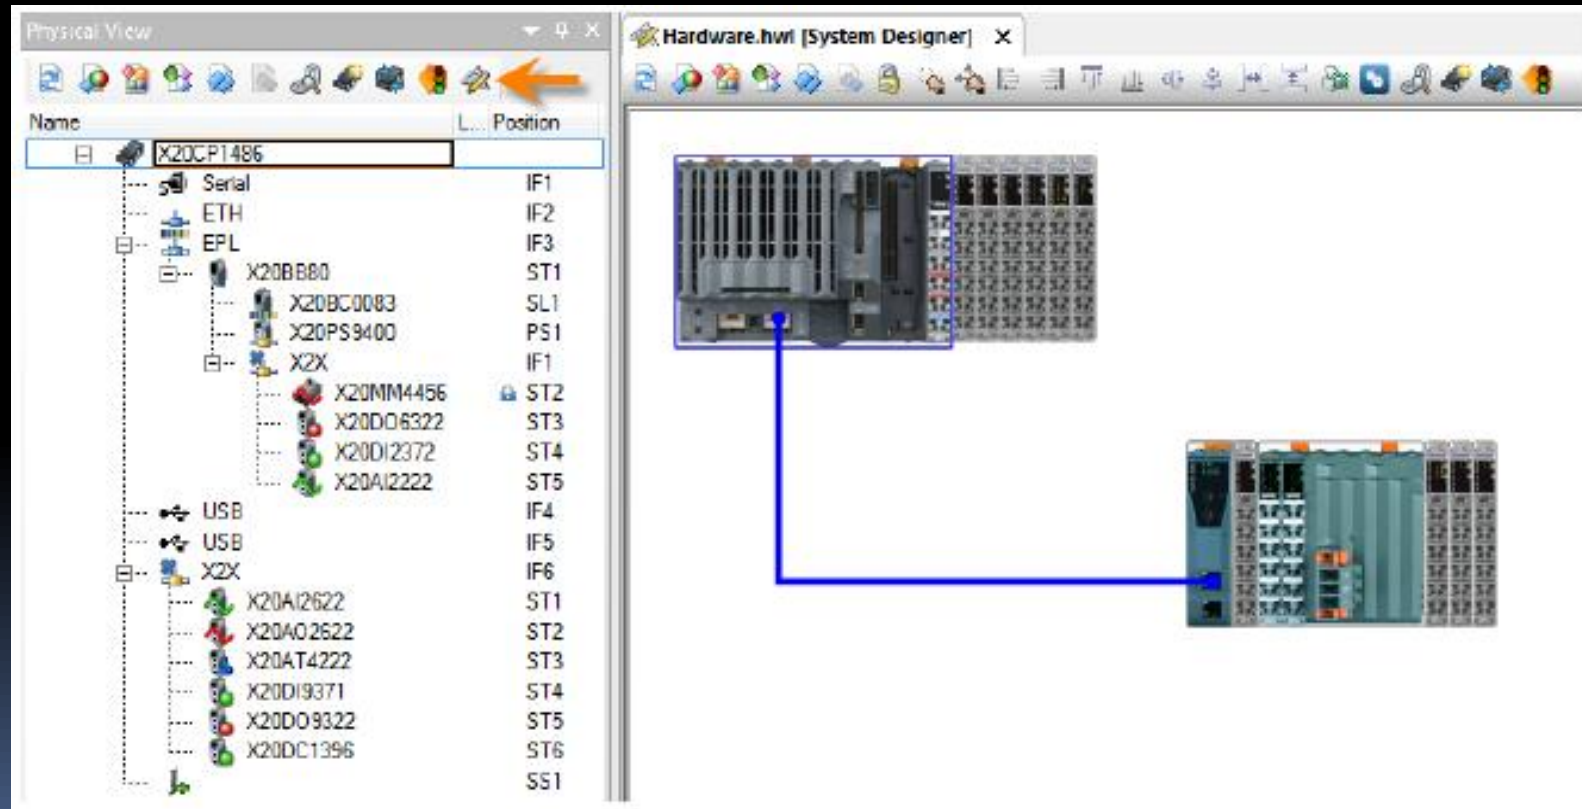 Physical View
Name L... Position
X20CP1486
Serial IF1
ETH IF2
EPL IF3
X20BB80 ST1
X20BC0083 SL1
X20PS9400 PS1
X2X IF1
X20MM4456 ST2
X20DO6322 ST3
X20DI2372 ST4
X20AI2222 ST5
USB IF4
USB IF5
X2X IF6
X20AI2622 ST1
X20AO2622 ST2
X20AT4222 ST3
X20DI9371 ST4
X20DO9322 ST5
X20DC1396 ST6
SS1
Hardware.hwl [System Designer] X